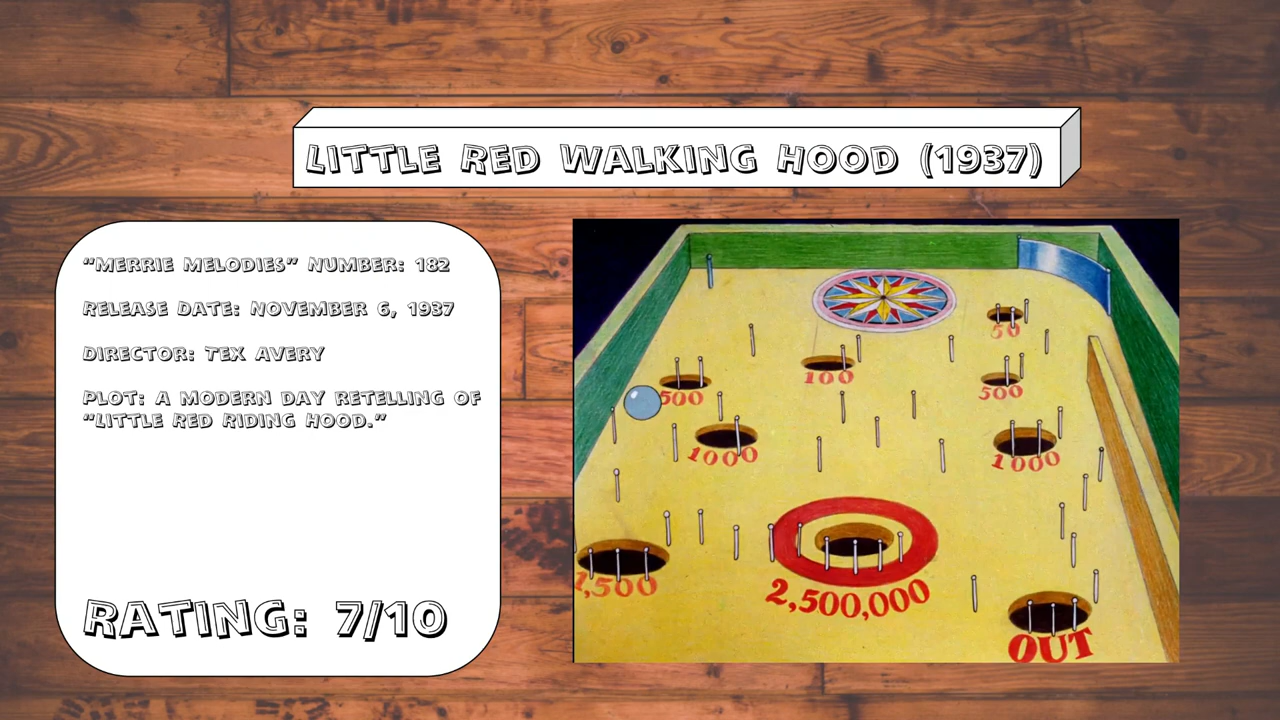 LITTLE RED WALKING HOOD (1937)
"MERRIE MELODIES" NUMBER: 182
RELEASE DATE: NOVEMBER 6, 1937
DIRECTOR: TEX AVERY
PLOT: A MODERN DAY RETELLING OF
"LITTLE RED RIDING HOOD."
RATING: 7/10
50
100
500
500
1000
1000
1,500
2,500,000
OUT